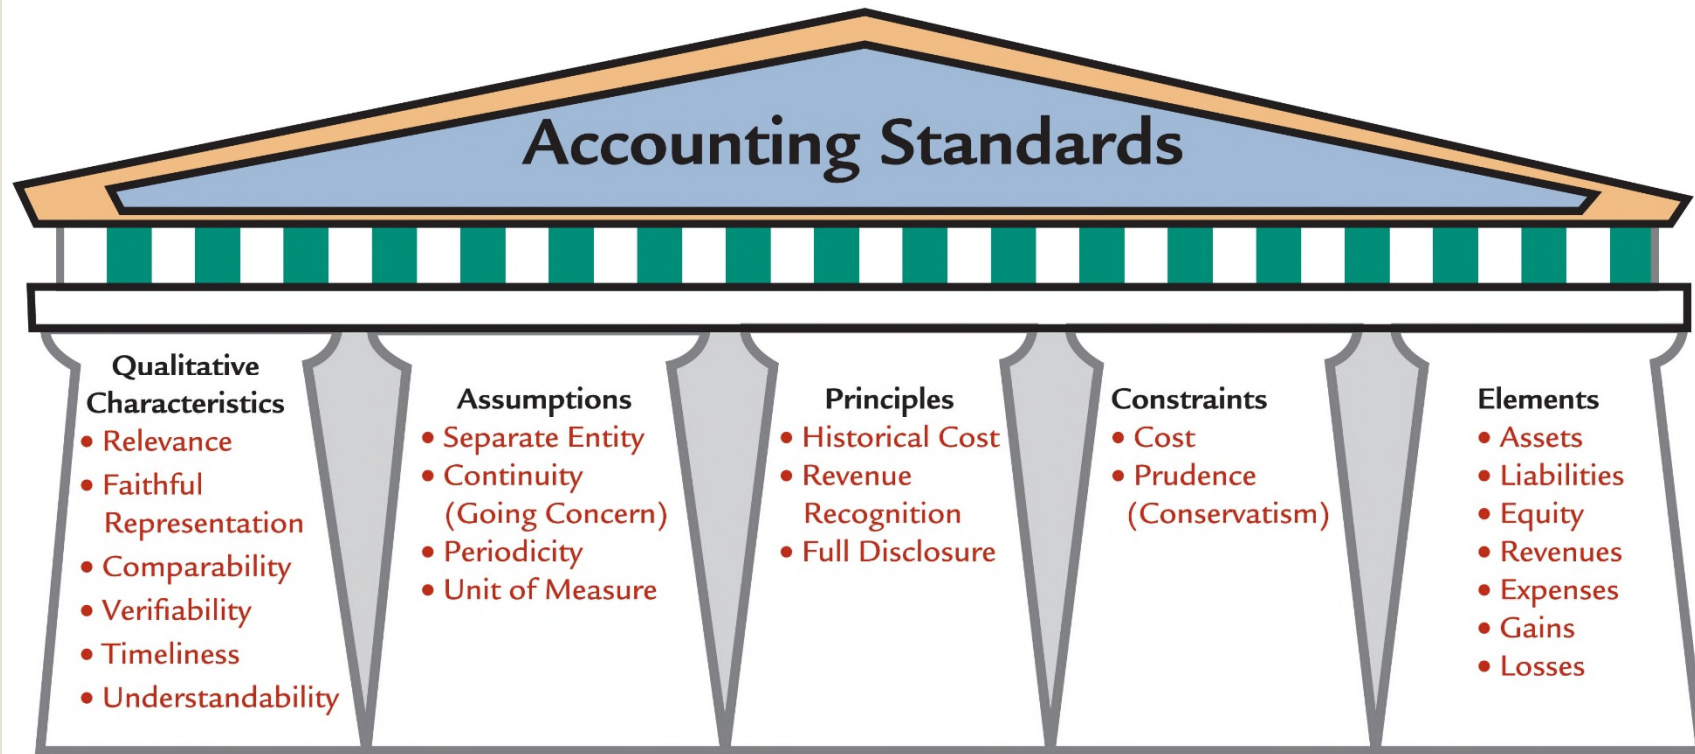 Accounting Standards
Qualitative
Characteristics
• Relevance
• Faithful
Representation
• Comparability
• Verifiability
• Timeliness
• Understandability
Assumptions
• Separate Entity
• Continuity
(Going Concern)
• Periodicity
• Unit of Measure
Principles
• Historical Cost
• Revenue
Recognition
• Full Disclosure
Constraints
• Cost
• Prudence
(Conservatism)
Elements
• Assets
• Liabilities
• Equity
• Revenues
• Expenses
• Gains
• Losses